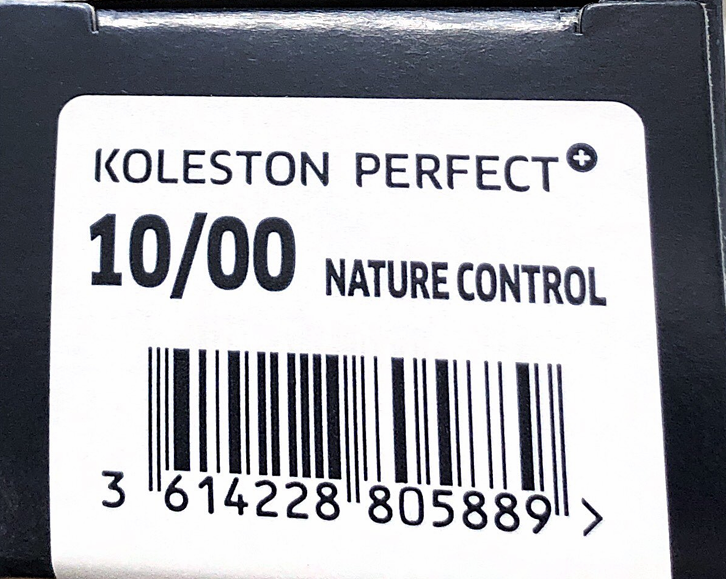 KOLESTON PERFECT+
10/00 NATURE CONTROL
3 614228 805889 >